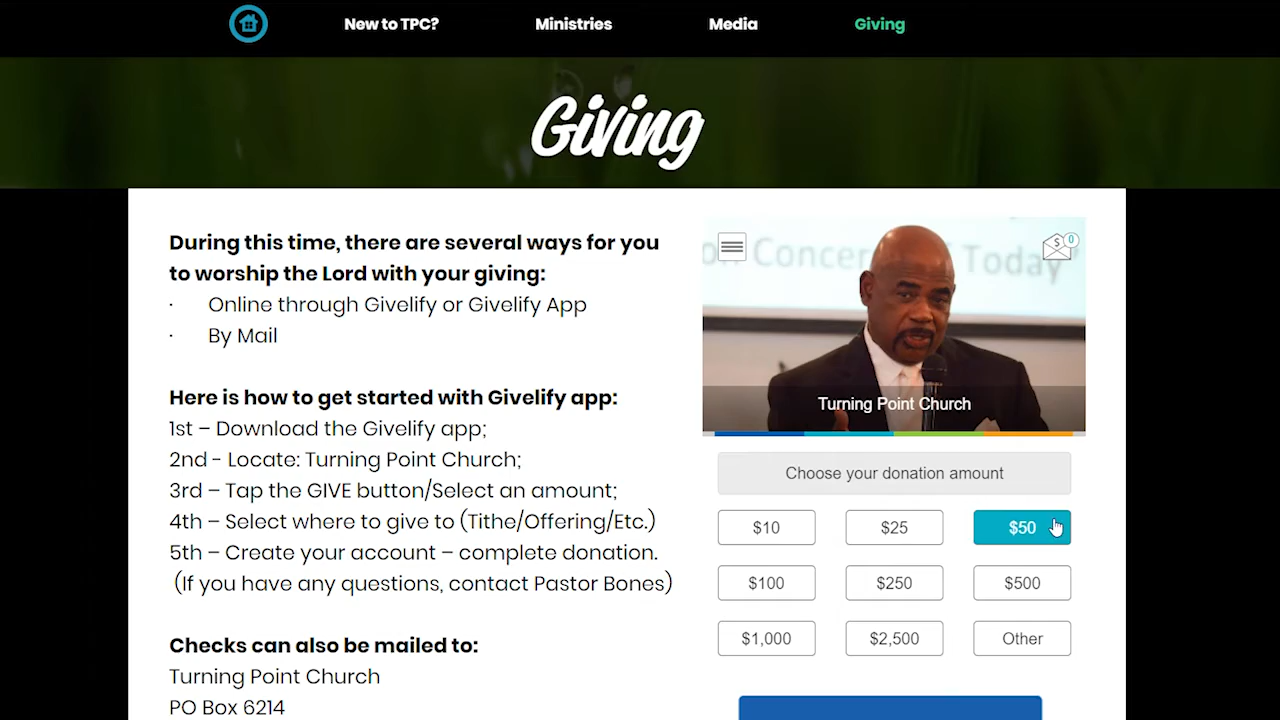 New to TPC?
Ministries
Media
Giving
Giving
During this time, there are several ways for you
to worship the Lord with your giving:
· Online through Givelify or Givelify App
· By Mail
Here is how to get started with Givelify app:
1st – Download the Givelify app;
2nd - Locate: Turning Point Church;
3rd – Tap the GIVE button/Select an amount;
4th – Select where to give to (Tithe/Offering/Etc.)
5th – Create your account – complete donation.
(If you have any questions, contact Pastor Bones)
Checks can also be mailed to:
Turning Point Church
PO Box 6214
on Concer Today"
$ 0
Turning Point Church
Choose your donation amount
$10 $25 $50
$100 $250 $500
$1,000 $2,500 Other